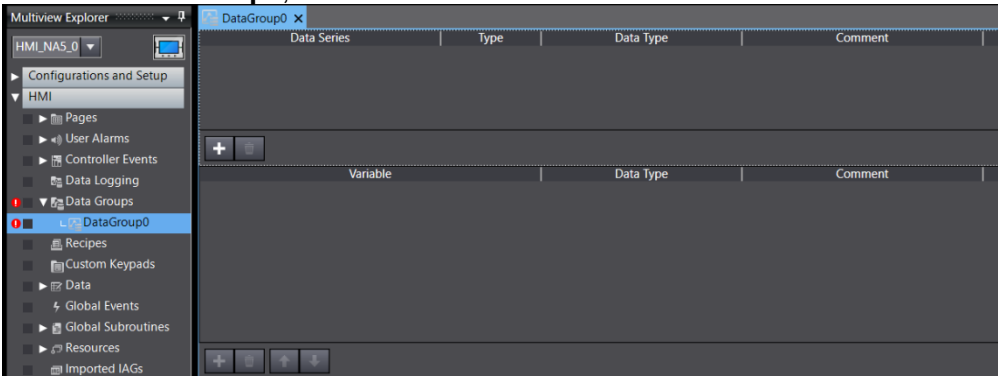 Multiview Explorer
HMI_NA5_0
Configurations and Setup
HMI
Pages
User Alarms
Controller Events
Data Logging
Data Groups
DataGroup0
Recipes
Custom Keypads
Data
Global Events
Global Subroutines
Resources
Imported IAGs
DataGroup0
Data Series Type Data Type Comment
Variable Data Type Comment